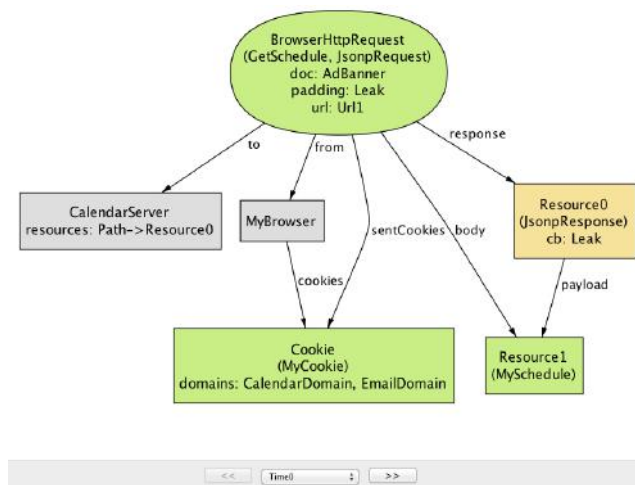 BrowserHttpRequest
(GetSchedule, JsonpRequest)
doc: AdBanner
padding: Leak
url: Url1
to
from
response
CalendarServer
resources: Path->Resource0
MyBrowser
sentCookies
body
Resource0
(JsonpResponse)
cb: Leak
cookies
payload
Cookie
(MyCookie)
domains: CalendarDomain, EmailDomain
Resource1
(MySchedule)
<< Time0 >>